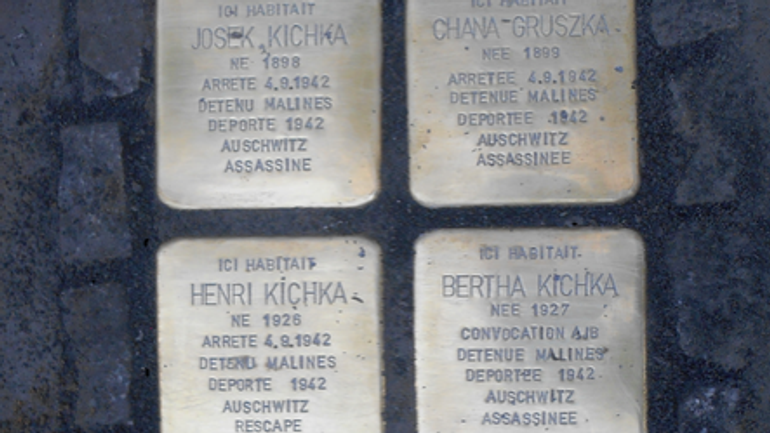 ICI HABITAIT
JOSEK KICHKA
NE 1898
ARRETE 4.9.1942
DETENU MALINES
DEPORTE 1942
AUSCHWITZ
ASSASSINE
ICI HABITAIT
CHANA GRUSZKA
NEE 1899
ARRETEE 4.9.1942
DETENUE MALINES
DEPORTEE 1942
AUSCHWITZ
ASSASSINEE
ICI HABITAIT
HENRI KICHKA
NE 1926
ARRETE 4.9.1942
DETENU MALINES
DEPORTE 1942
AUSCHWITZ
RESCAPE
ICI HABITAIT
BERTHA KICHKA
NEE 1927
CONVOCATION AJB
DETENUE MALINES
DEPORTEE 1942
AUSCHWITZ
ASSASSINEE